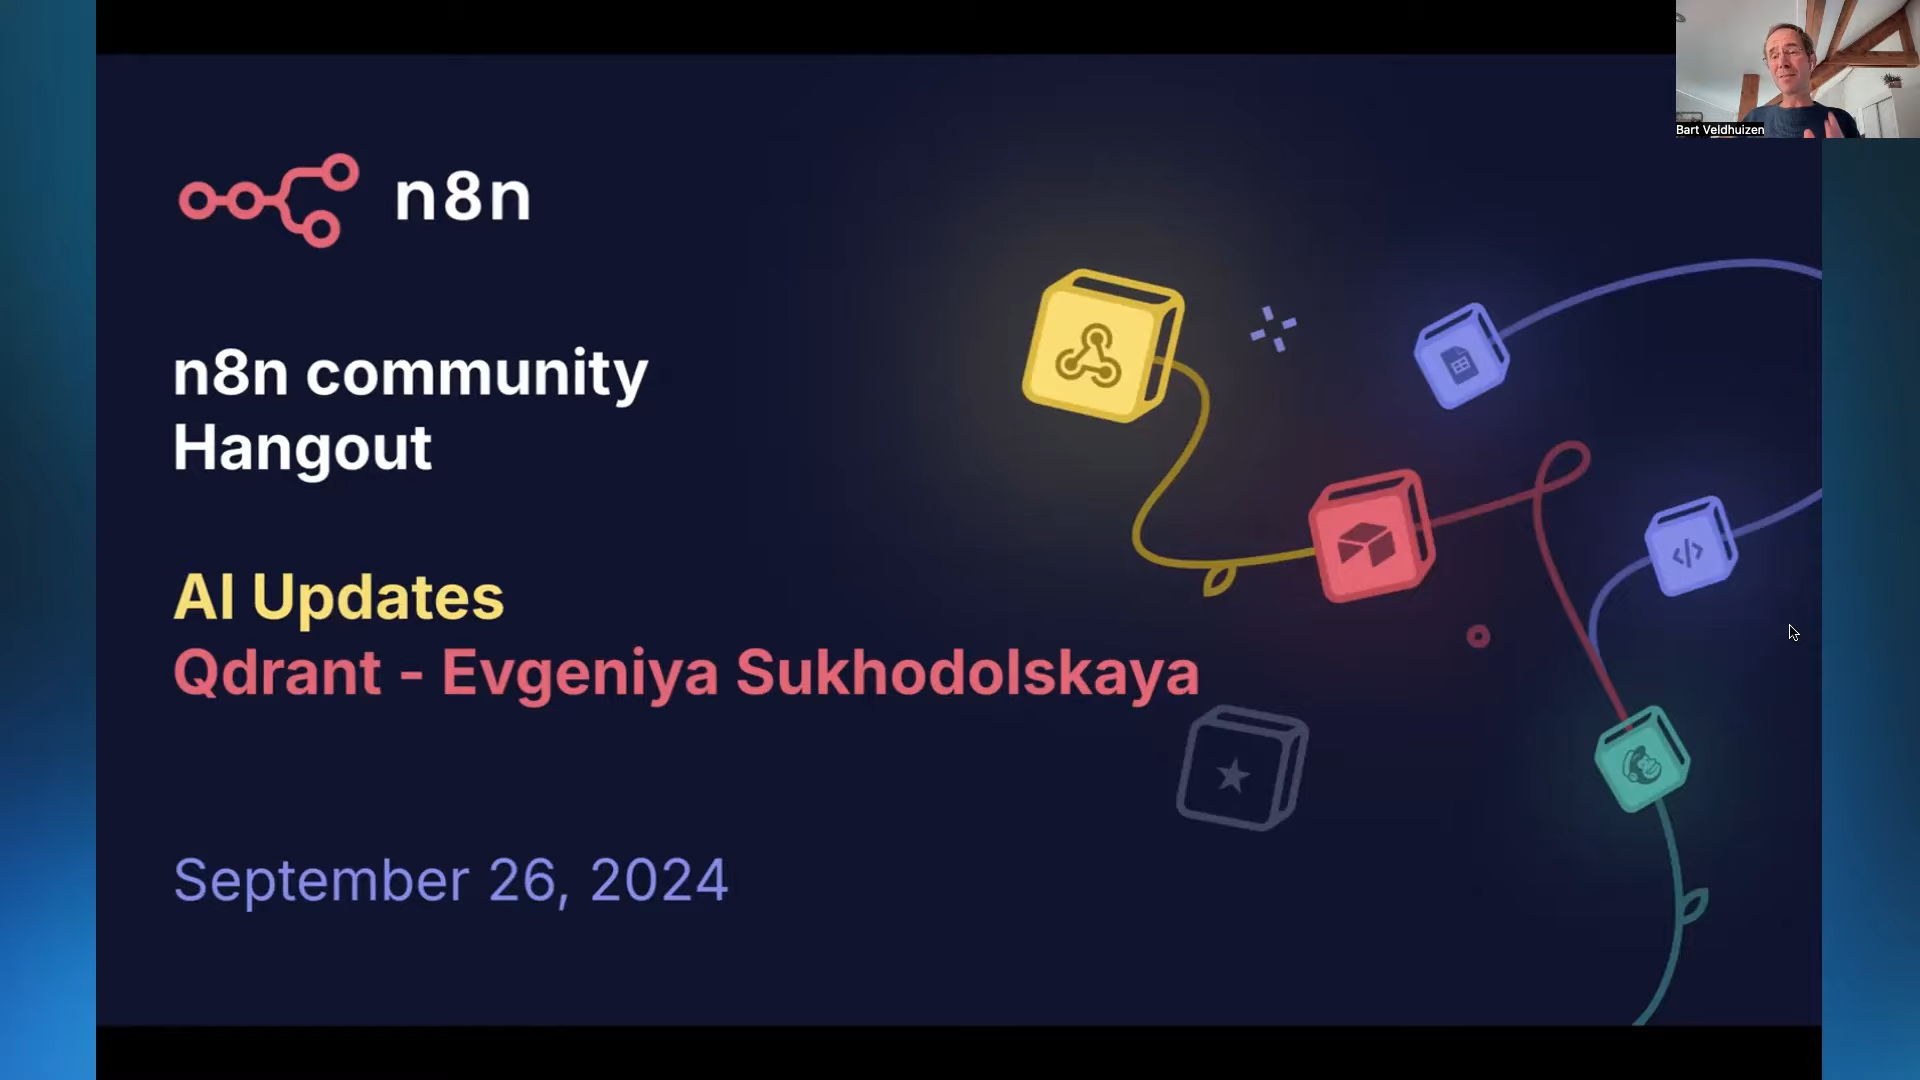 Bart Veldhuizen
n8n
n8n community
Hangout
AI Updates
Qdrant - Evgeniya Sukhodolskaya
September 26, 2024